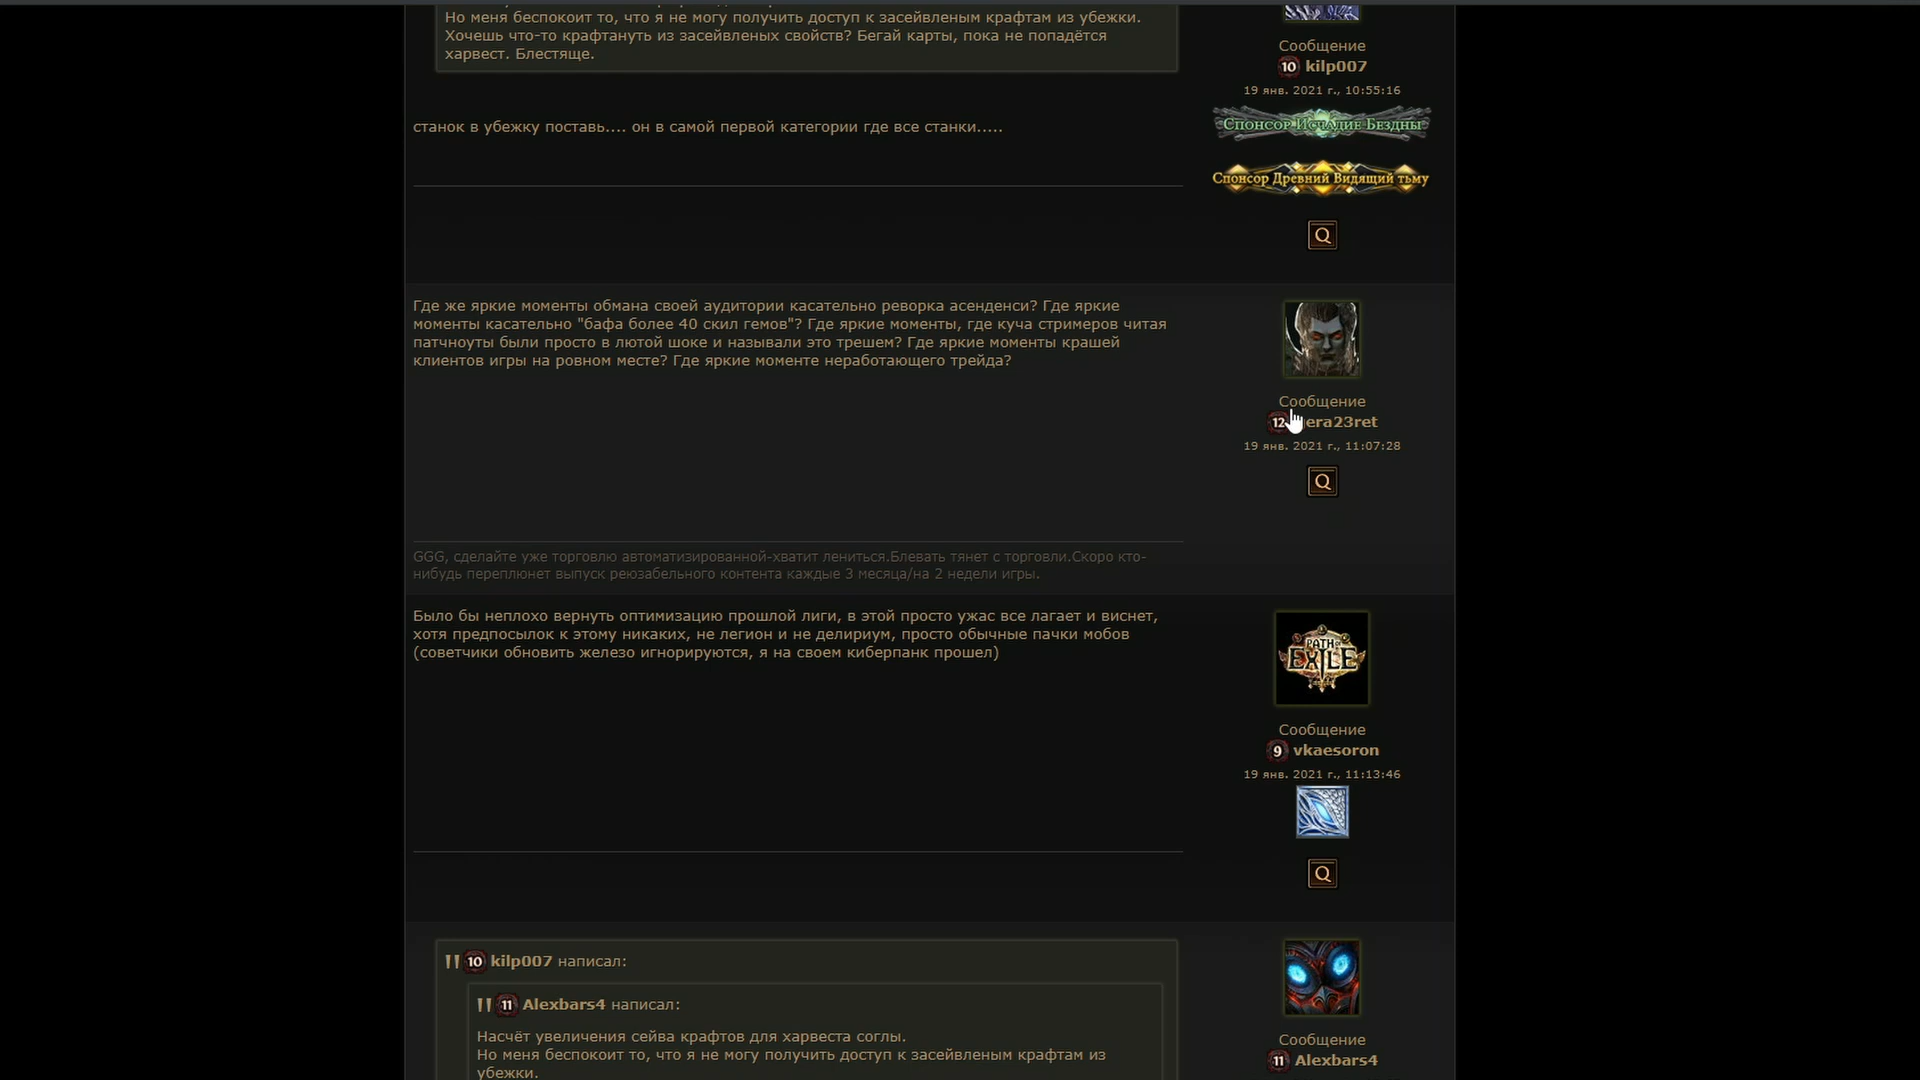 Но меня беспокоит то, что я не могу получить доступ к засейвленым крафтам из убежки.
Хочешь что-то крафтануть из засейвленых свойств? Бегай карты, пока не попадётся
харвест. Блестяще.
Сообщение
10 kilp007
19 янв. 2021 г., 10:55:16
Спонсор Исчадие Бездны
Спонсор Древний Видящий тьму
станок в убежку поставь.... он в самой первой категории где все станки.....
Q
Где же яркие моменты обмана своей аудитории касательно реворка асенденси? Где яркие
моменты касательно "бафа более 40 скил гемов"? Где яркие моменты, где куча стримеров читая
патчноуты были просто в лютой шоке и называли это трешем? Где яркие моменты крашей
клиентов игры на ровном месте? Где яркие моменте неработающего трейда?
Сообщение
12 era23ret
19 янв. 2021 г., 11:07:28
Q
GGG, сделайте уже торговлю автоматизированной-хватит лениться.Блевать тянет с торговли.Скоро кто-
нибудь переплюнет выпуск реюзабельного контента каждые 3 месяца/на 2 недели игры.
Было бы неплохо вернуть оптимизацию прошлой лиги, в этой просто ужас все лагает и виснет,
хотя предпосылок к этому никаких, не легион и не делириум, просто обычные пачки мобов
(советчики обновить железо игнорируются, я на своем киберпанк прошел)
PATH OF
EXILE
Сообщение
9 vkaesoron
19 янв. 2021 г., 11:13:46
Q
10 kilp007 написал:
11 Alexbars4 написал:
Насчёт увеличения сейва крафтов для харвеста соглы.
Но меня беспокоит то, что я не могу получить доступ к засейвленым крафтам из
убежки.
Сообщение
11 Alexbars4